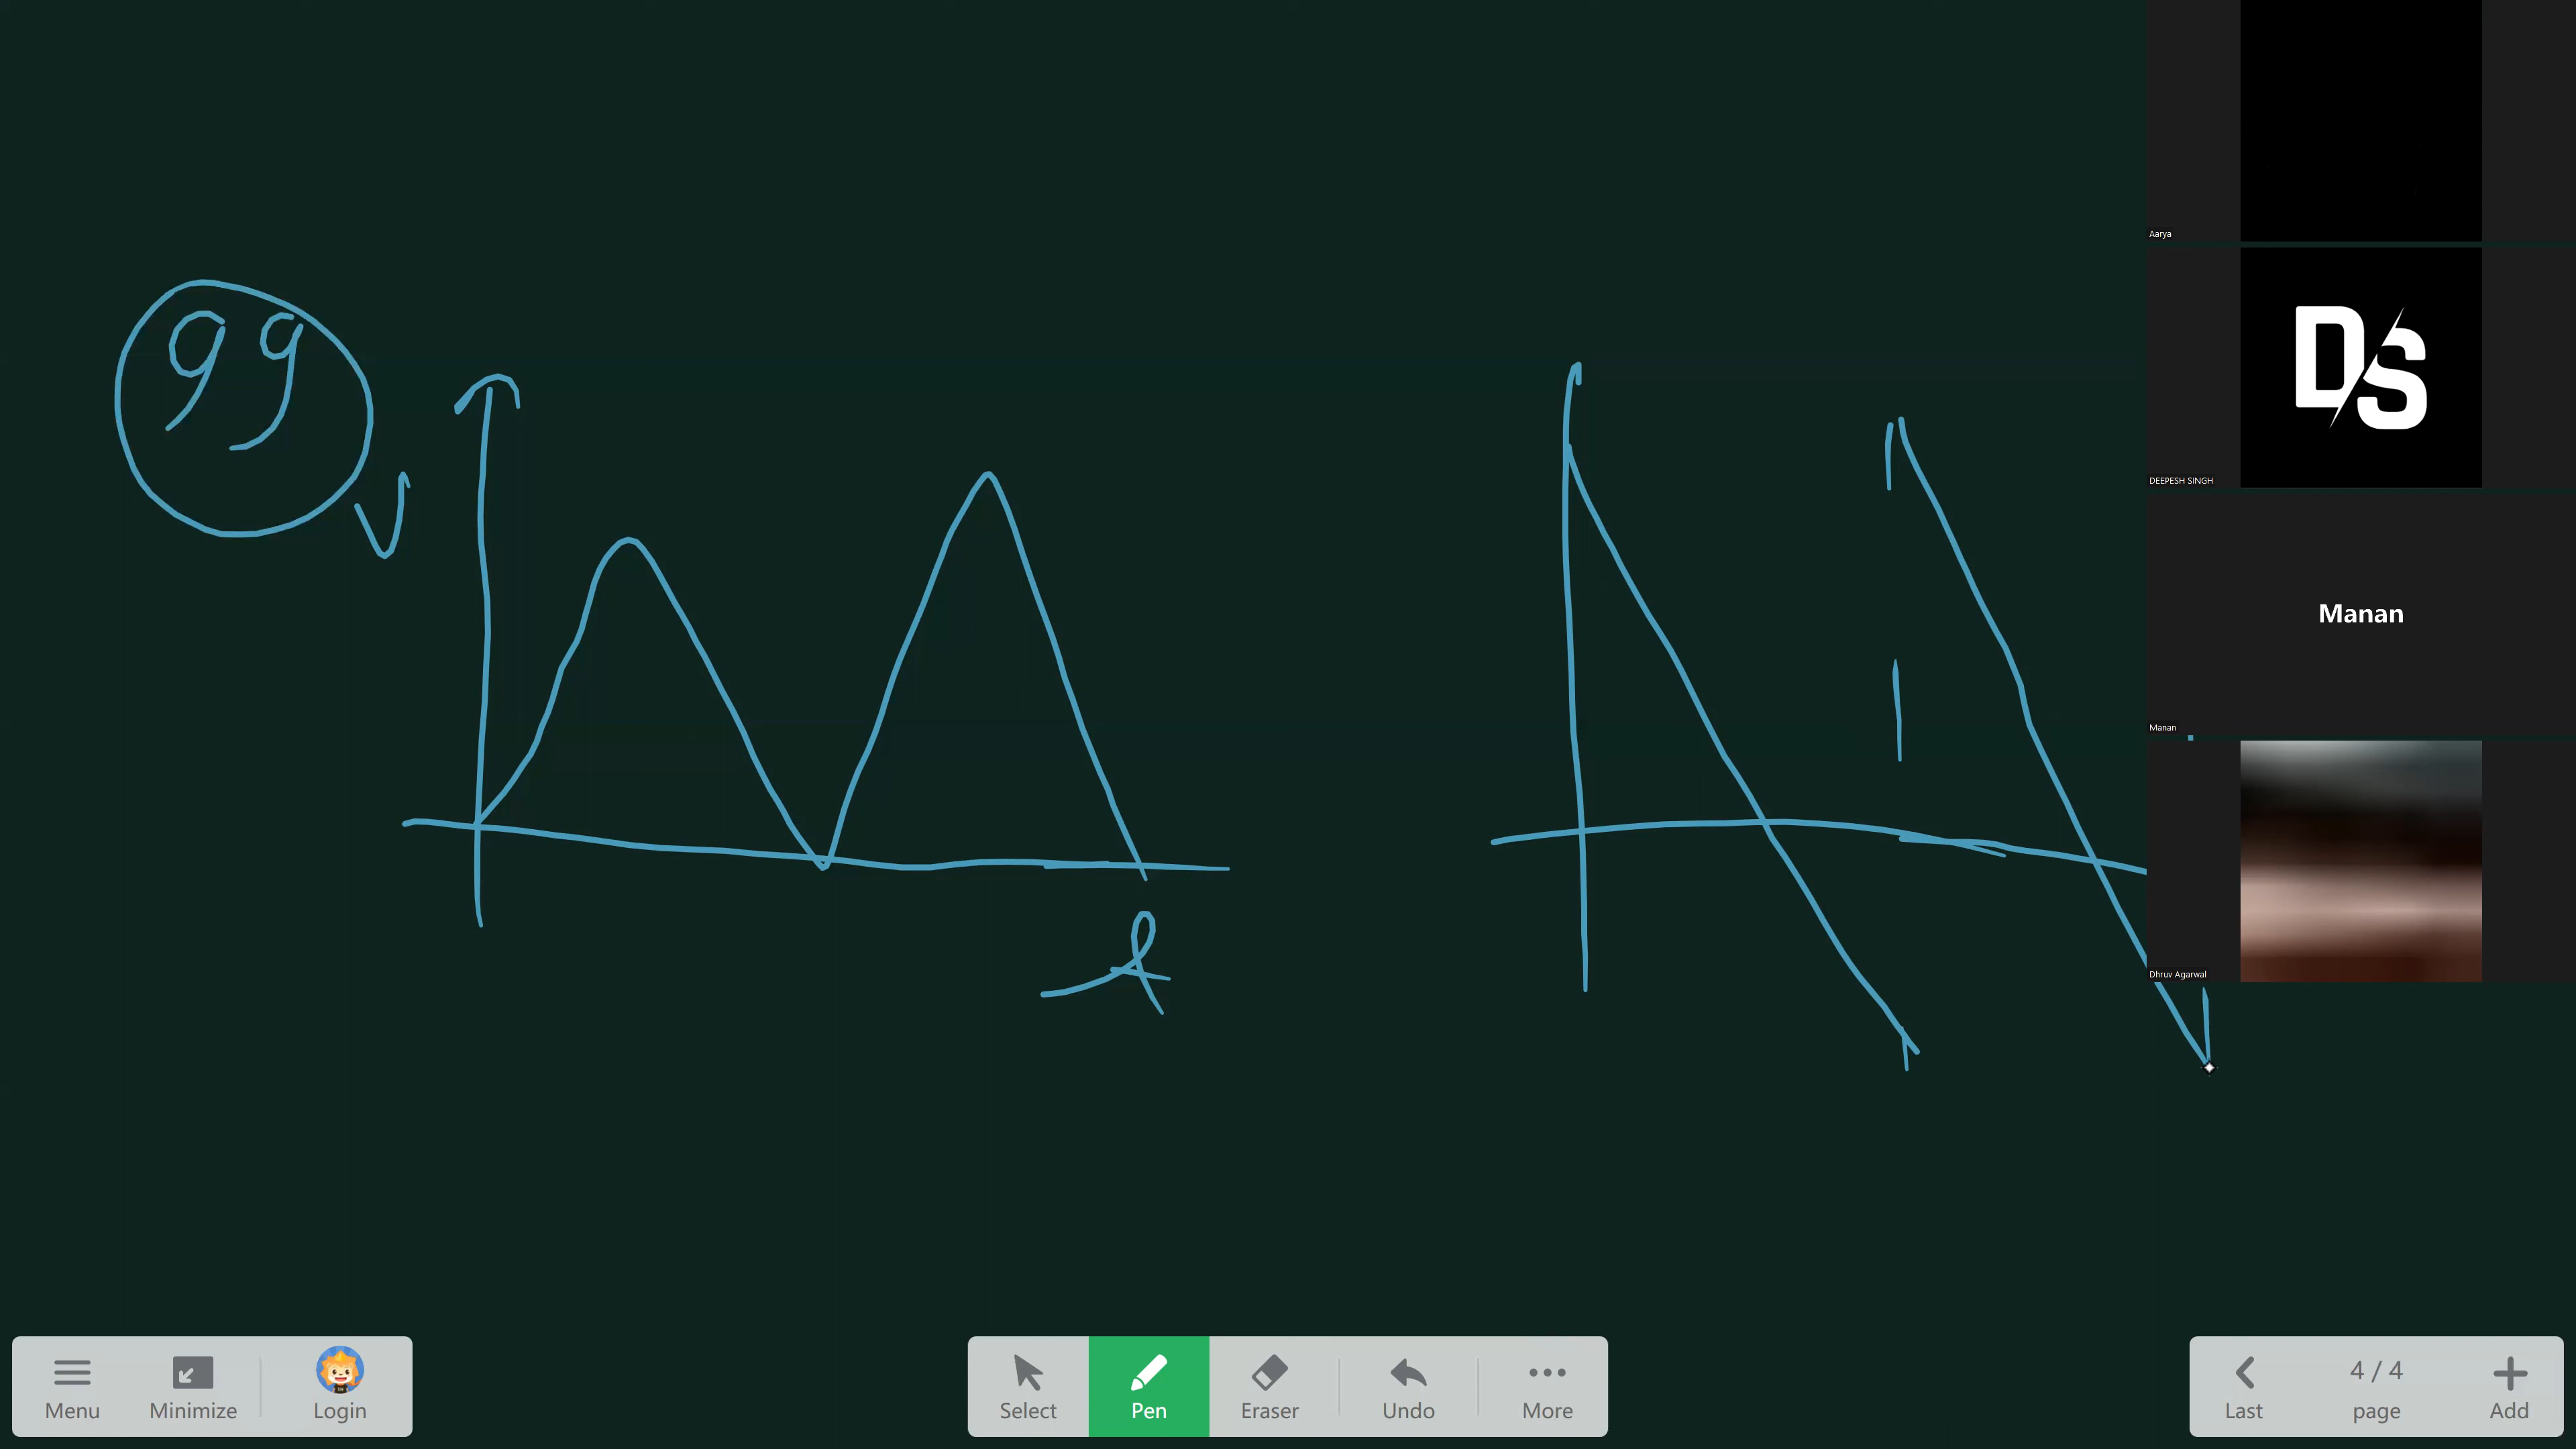 99
v
t
Aarya
DS
DEEPESH SINGH
Manan
Manan
Dhruv Agarwal
Menu
Minimize
Login
Select
Pen
Eraser
Undo
More
Last
4 / 4
page
Add